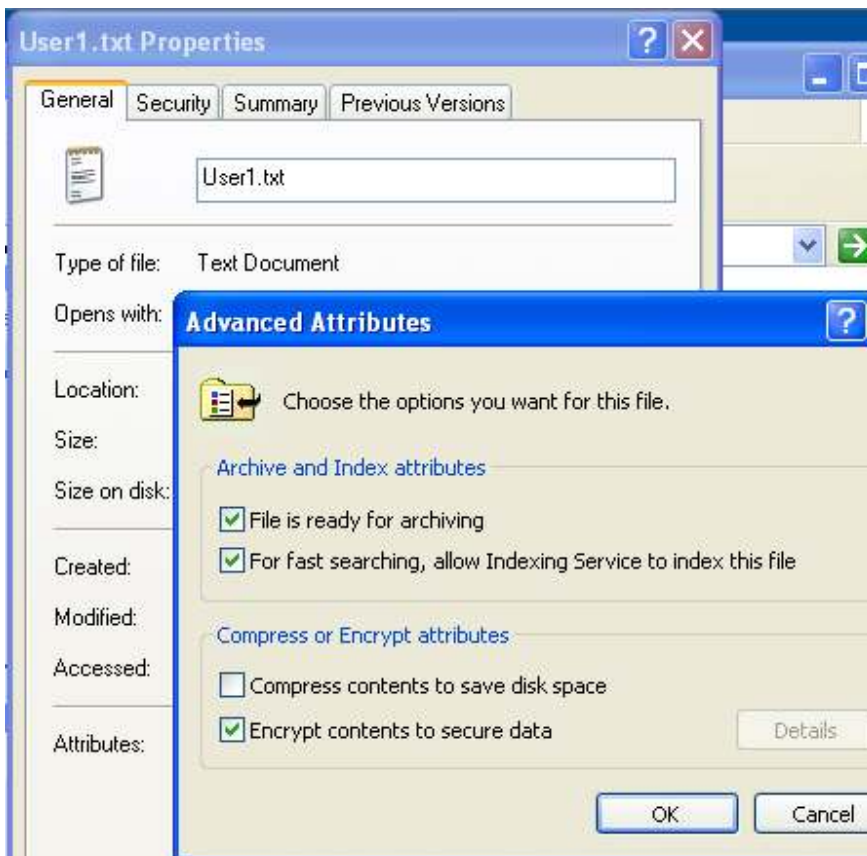 User1.txt Properties
General Security Summary Previous Versions
User1.txt
Type of file: Text Document
Opens with:
Advanced Attributes
Choose the options you want for this file.
Location:
Size:
Archive and Index attributes
Size on disk:
File is ready for archiving
For fast searching, allow Indexing Service to index this file
Created:
Modified:
Compress or Encrypt attributes
Accessed:
Compress contents to save disk space
Encrypt contents to secure data Details
Attributes:
OK Cancel